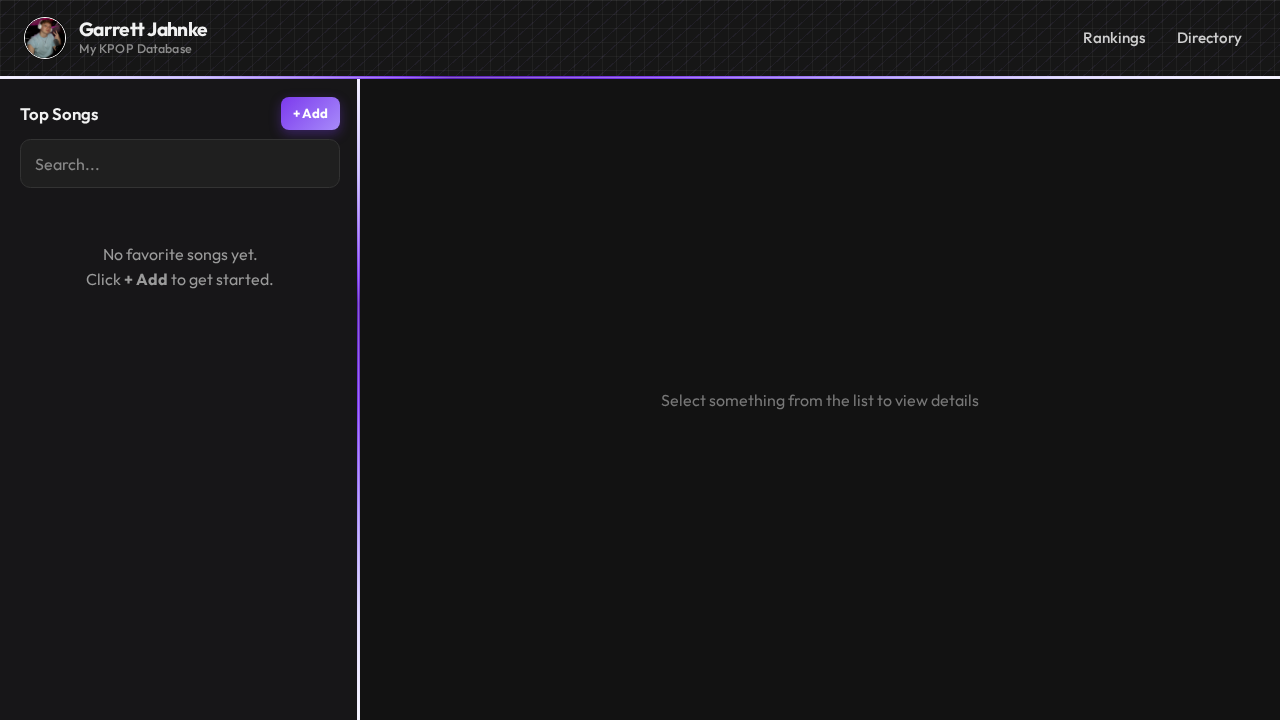 Garrett Jahnke
My KPOP Database
Rankings
Directory
Top Songs
+ Add
Search...
No favorite songs yet.
Click + Add to get started.
Select something from the list to view details